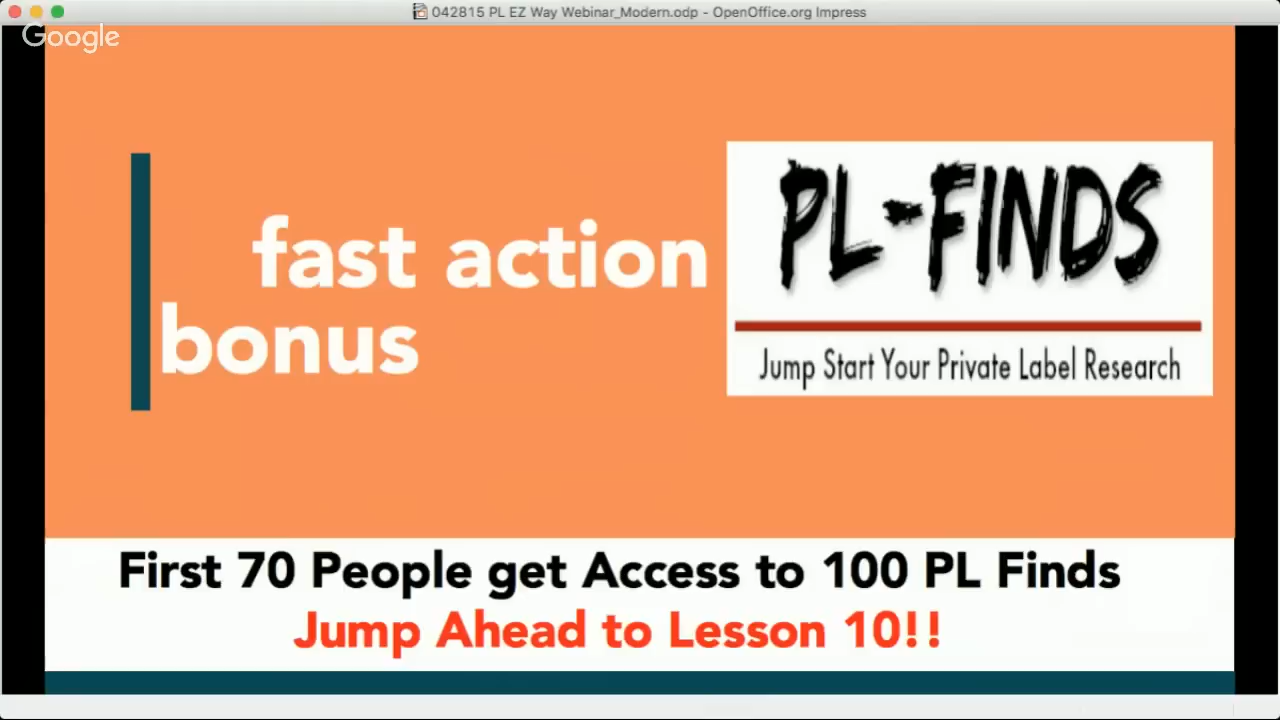 042815 PL EZ Way Webinar_Modern.odp - OpenOffice.org Impress
Google
fast action
bonus
PL-FINDS
Jump Start Your Private Label Research
First 70 People get Access to 100 PL Finds
Jump Ahead to Lesson 10!!